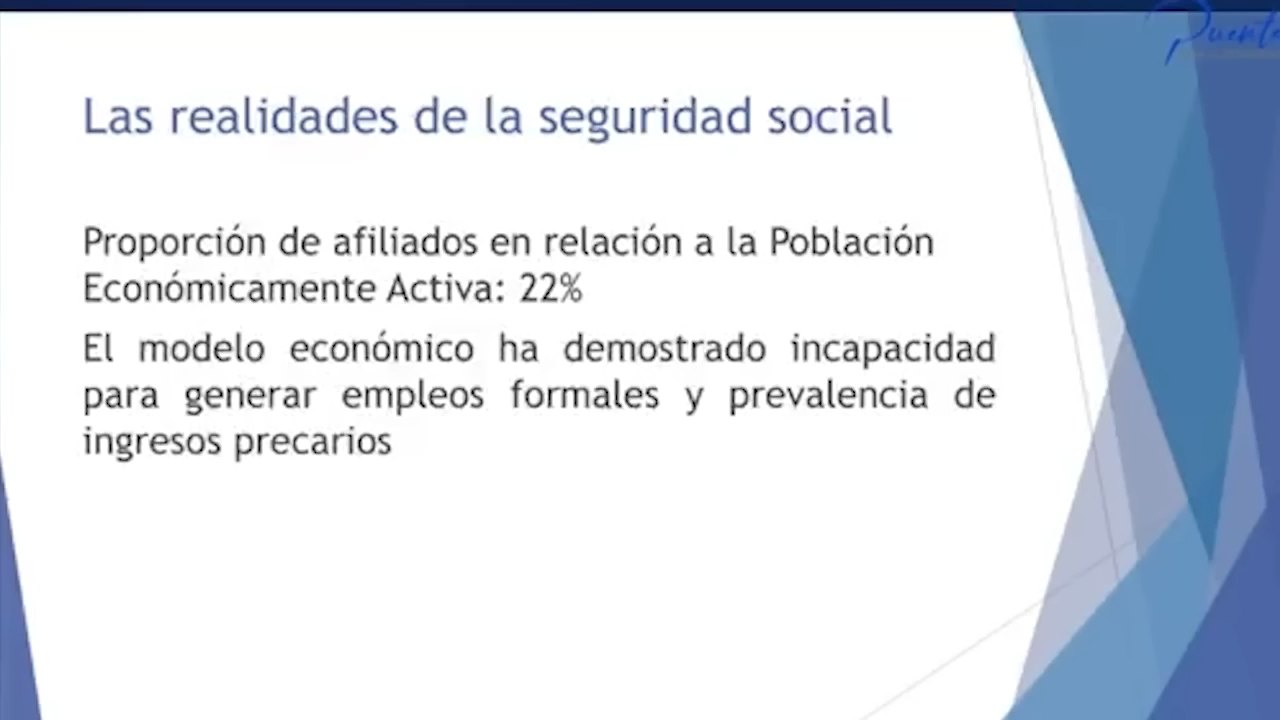 Las realidades de la seguridad social
Proporción de afiliados en relación a la Población
Económicamente Activa: 22%
El modelo económico ha demostrado incapacidad
para generar empleos formales y prevalencia de
ingresos precarios